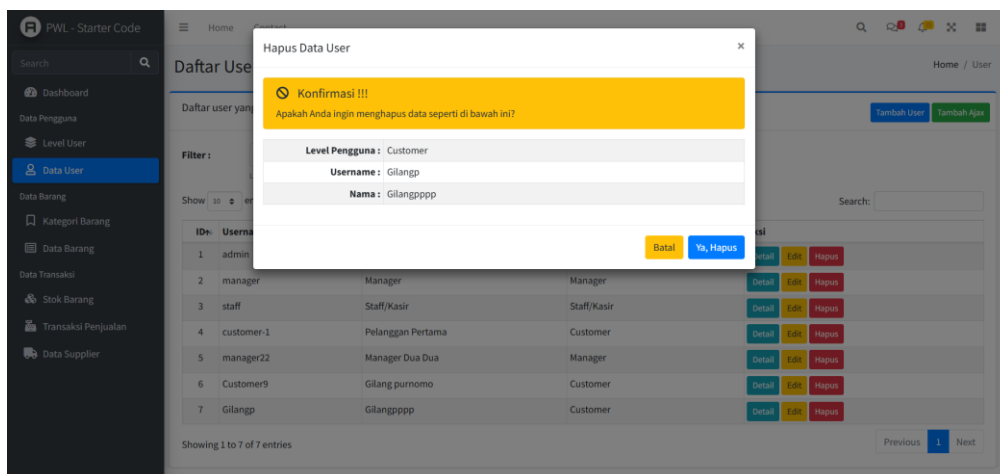 PWL - Starter Code
Home Contact
Search
Dashboard
Data Pengguna
Level User
Data User
Data Barang
Kategori Barang
Data Barang
Data Transaksi
Stok Barang
Transaksi Penjualan
Data Supplier
Daftar Use
Home / User
Daftar user yang
Tambah User Tambah Ajax
Filter :
Show 10 en
Search:
Hapus Data User ×
Konfirmasi !!!
Apakah Anda ingin menghapus data seperti di bawah ini?
Level Pengguna : Customer
Username : Gilangp
Nama : Gilangpppp
Batal Ya, Hapus
ID Userna ksi
1 admin Detail Edit Hapus
2 manager Manager Manager Detail Edit Hapus
3 staff Staff/Kasir Staff/Kasir Detail Edit Hapus
4 customer-1 Pelanggan Pertama Customer Detail Edit Hapus
5 manager22 Manager Dua Dua Manager Detail Edit Hapus
6 Customer9 Gilang purnomo Customer Detail Edit Hapus
7 Gilangp Gilangpppp Customer Detail Edit Hapus
Showing 1 to 7 of 7 entries
Previous 1 Next